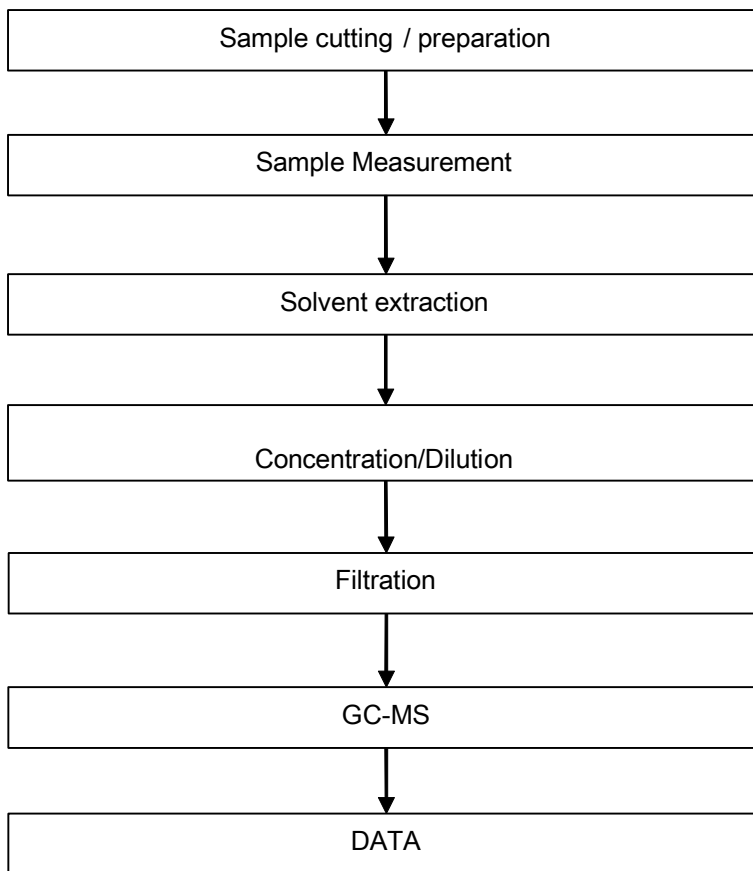 Sample cutting / preparation
Sample Measurement
Solvent extraction
Concentration/Dilution
Filtration
GC-MS
DATA